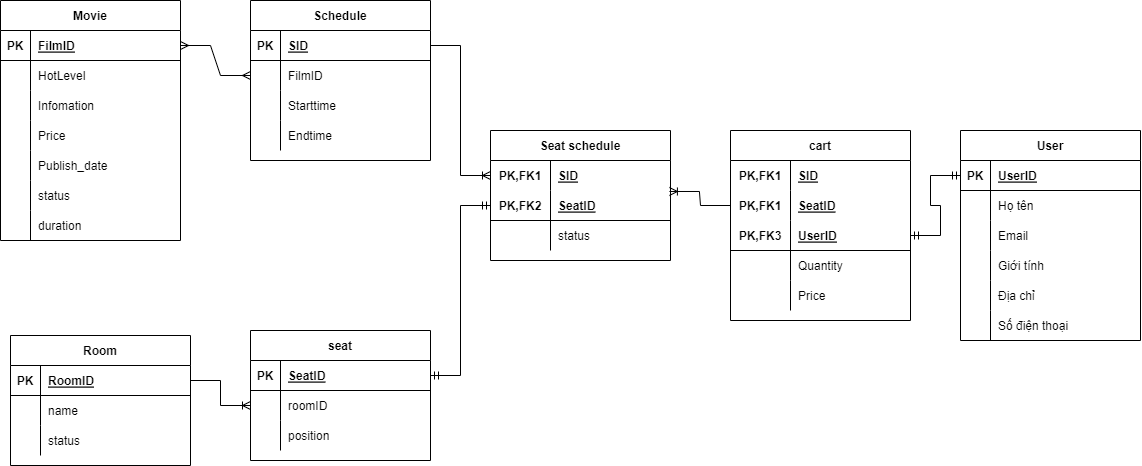 Movie
PK FilmID
HotLevel
Infomation
Price
Publish_date
status
duration
Schedule
PK SID
FilmID
Starttime
Endtime
Seat schedule
PK,FK1 SID
PK,FK2 SeatID
status
cart
PK,FK1 SID
PK,FK1 SeatID
PK,FK3 UserID
Quantity
Price
User
PK UserID
Họ tên
Email
Giới tính
Địa chỉ
Số điện thoại
Room
PK RoomID
name
status
seat
PK SeatID
roomID
position